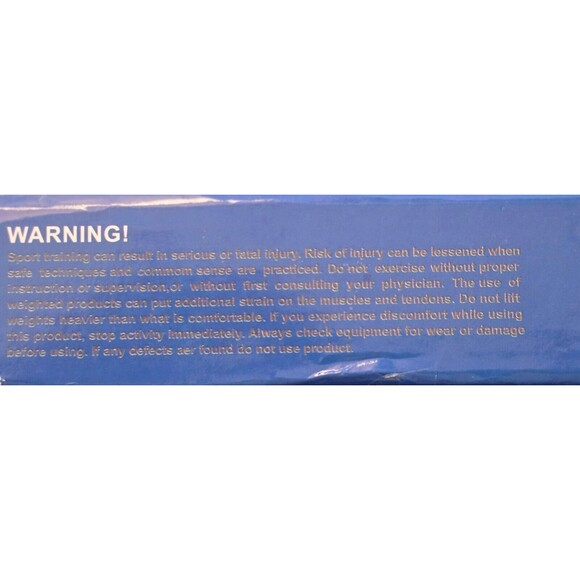 WARNING!
Sport training can result in serious or fatal injury. Risk of injury can be lessened when
safe techniques and commom sense are practiced. Do not exercise without proper
instruction or supervision,or without first consulting your physician. The use of
weighted products can put additional strain on the muscles and tendons. Do not lift
weights heavier than what is comfortable. If you experience discomfort while using
this product, stop activity immediately. Always check equipment for wear or damage
before using. If any defects aer found do not use product.